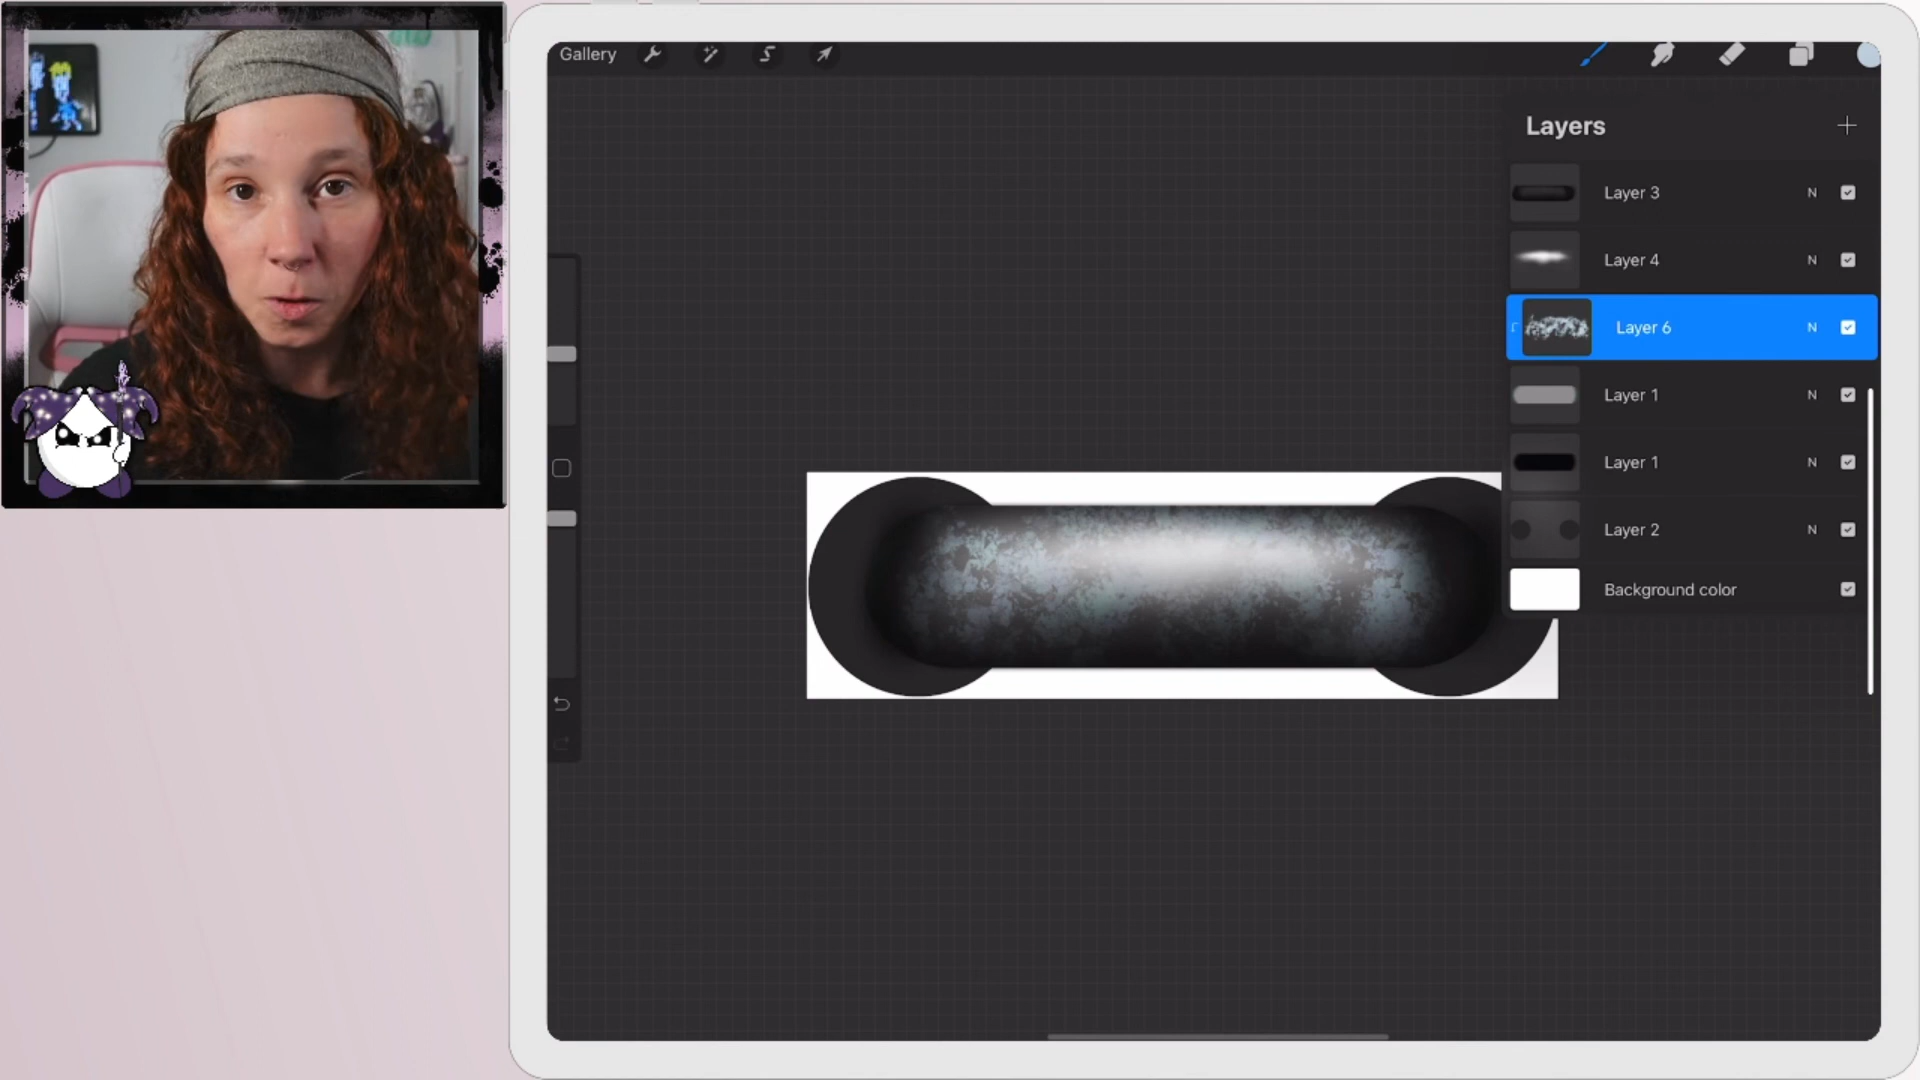 Gallery
Layers
Layer 3 N
Layer 4 N
Layer 6 N
Layer 1 N
Layer 1 N
Layer 2 N
Background color